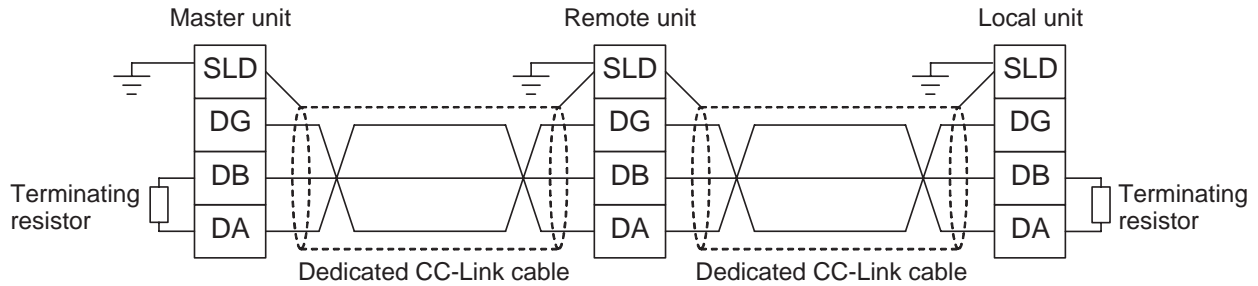 Master unit
Remote unit
Local unit
SLD
SLD
SLD
DG
DG
DG
DB
DB
DB
Terminating
resistor
Terminating
resistor
DA
DA
DA
Dedicated CC-Link cable
Dedicated CC-Link cable